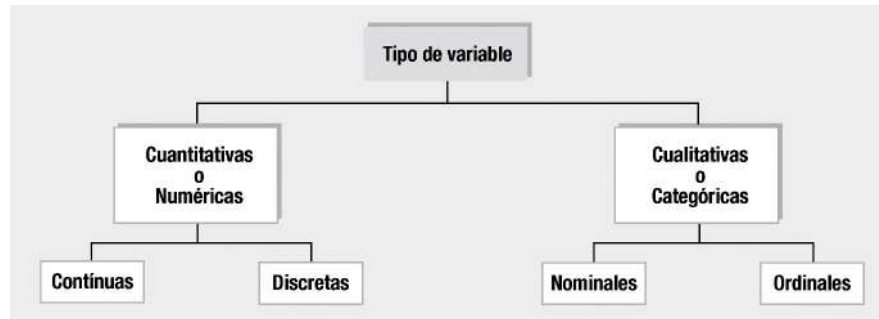 Tipo de variable
Cuantitativas
o
Numéricas
Cualitativas
o
Categóricas
Contínuas
Discretas
Nominales
Ordinales